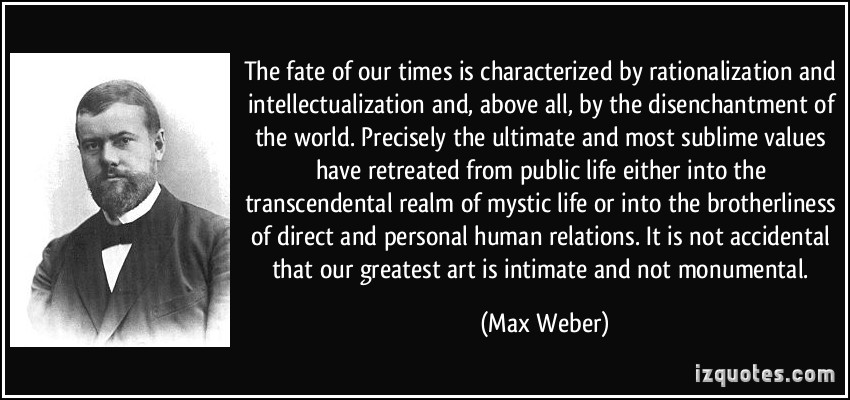 The fate of our times is characterized by rationalization and
intellectualization and, above all, by the disenchantment of
the world. Precisely the ultimate and most sublime values
have retreated from public life either into the
transcendental realm of mystic life or into the brotherliness
of direct and personal human relations. It is not accidental
that our greatest art is intimate and not monumental.
(Max Weber)
izquotes.com